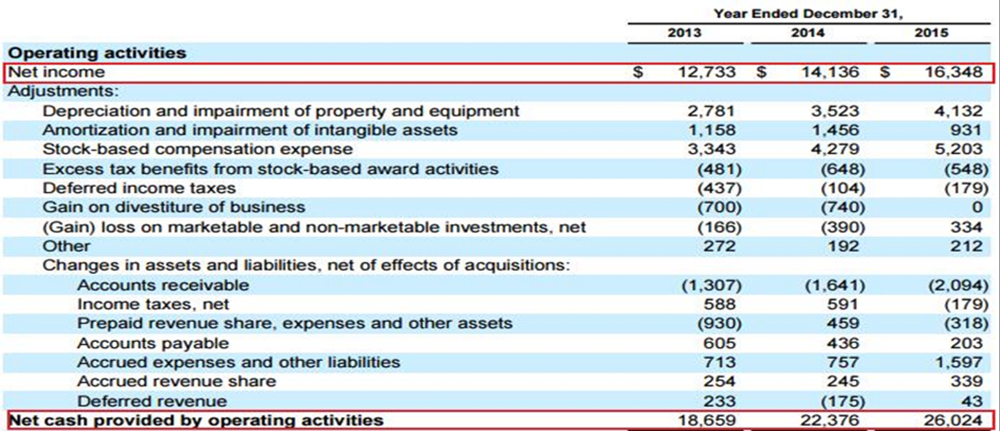 Year Ended December 31,
2013 2014 2015
Operating activities
Net income $ 12,733 $ 14,136 $ 16,348
Adjustments:
Depreciation and impairment of property and equipment 2,781 3,523 4,132
Amortization and impairment of intangible assets 1,158 1,456 931
Stock-based compensation expense 3,343 4,279 5,203
Excess tax benefits from stock-based award activities (481) (648) (548)
Deferred income taxes (437) (104) (179)
Gain on divestiture of business (700) (740) 0
(Gain) loss on marketable and non-marketable investments, net (166) (390) 334
Other 272 192 212
Changes in assets and liabilities, net of effects of acquisitions:
Accounts receivable (1,307) (1,641) (2,094)
Income taxes, net 588 591 (179)
Prepaid revenue share, expenses and other assets (930) 459 (318)
Accounts payable 605 436 203
Accrued expenses and other liabilities 713 757 1,597
Accrued revenue share 254 245 339
Deferred revenue 233 (175) 43
Net cash provided by operating activities 18,659 22,376 26,024